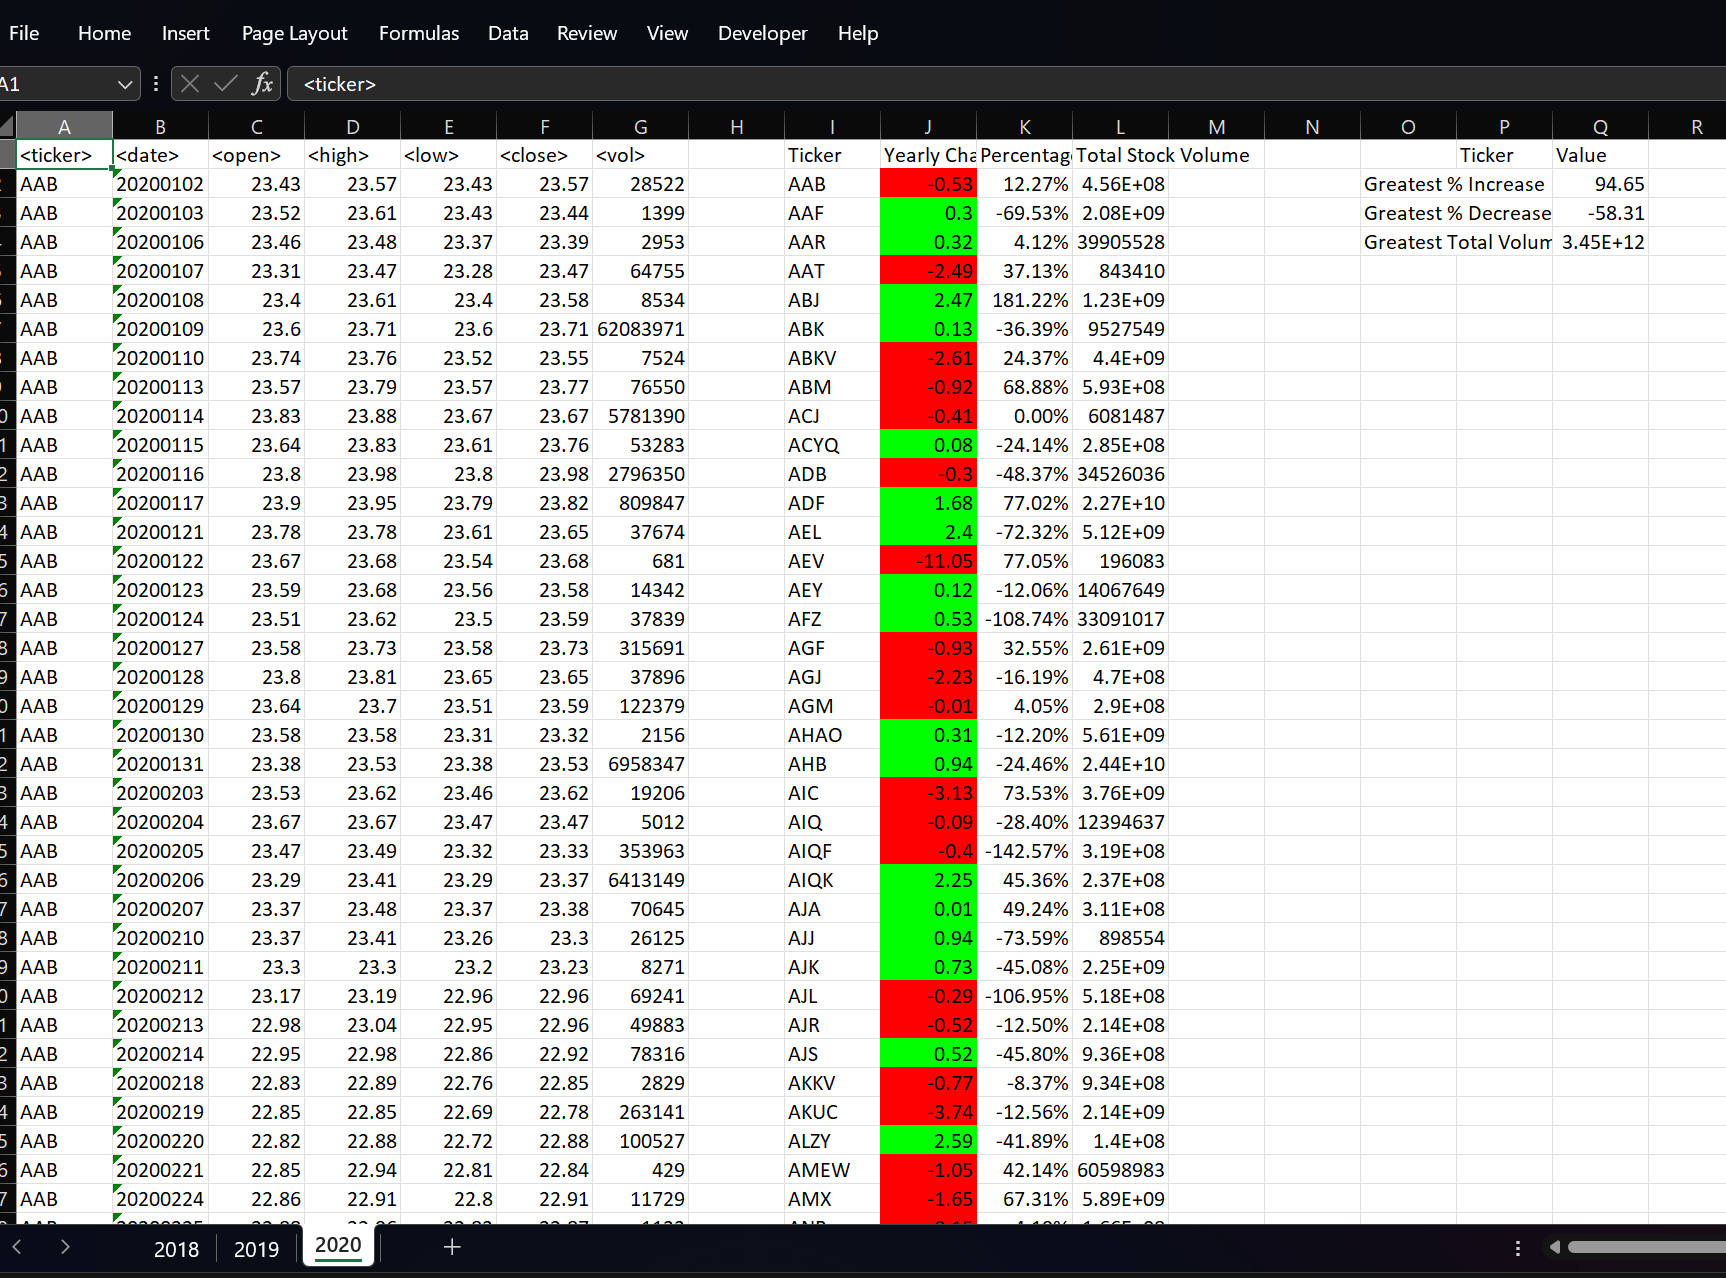 File Home Insert Page Layout Formulas Data Review View Developer Help
A1 fx <ticker>
A B C D E F G H I J K L M N O P Q R
<ticker> <date> <open> <high> <low> <close> <vol> Ticker Yearly Cha Percentag Total Stock Volume Ticker Value
AAB 20200102 23.43 23.57 23.43 23.57 28522 AAB -0.53 12.27% 4.56E+08 Greatest % Increase 94.65
AAB 20200103 23.52 23.61 23.43 23.44 1399 AAF 0.3 -69.53% 2.08E+09 Greatest % Decrease -58.31
AAB 20200106 23.46 23.48 23.37 23.39 2953 AAR 0.32 4.12% 39905528 Greatest Total Volum 3.45E+12
AAB 20200107 23.31 23.47 23.28 23.47 64755 AAT -2.49 37.13% 843410
AAB 20200108 23.4 23.61 23.4 23.58 8534 ABJ 2.47 181.22% 1.23E+09
AAB 20200109 23.6 23.71 23.6 23.71 62083971 ABK 0.13 -36.39% 9527549
AAB 20200110 23.74 23.76 23.52 23.55 7524 ABKV -2.61 24.37% 4.4E+09
AAB 20200113 23.57 23.79 23.57 23.77 76550 ABM -0.92 68.88% 5.93E+08
AAB 20200114 23.83 23.88 23.67 23.67 5781390 ACJ -0.41 0.00% 6081487
AAB 20200115 23.64 23.83 23.61 23.76 53283 ACYQ 0.08 -24.14% 2.85E+08
AAB 20200116 23.8 23.98 23.8 23.98 2796350 ADB -0.3 -48.37% 34526036
AAB 20200117 23.9 23.95 23.79 23.82 809847 ADF 1.68 77.02% 2.27E+10
AAB 20200121 23.78 23.78 23.61 23.65 37674 AEL 2.4 -72.32% 5.12E+09
AAB 20200122 23.67 23.68 23.54 23.68 681 AEV -11.05 77.05% 196083
AAB 20200123 23.59 23.68 23.56 23.58 14342 AEY 0.12 -12.06% 14067649
AAB 20200124 23.51 23.62 23.5 23.59 37839 AFZ 0.53 -108.74% 33091017
AAB 20200127 23.58 23.73 23.58 23.73 315691 AGF -0.93 32.55% 2.61E+09
AAB 20200128 23.8 23.81 23.65 23.65 37896 AGJ -2.23 -16.19% 4.7E+08
AAB 20200129 23.64 23.7 23.51 23.59 122379 AGM -0.01 4.05% 2.9E+08
AAB 20200130 23.58 23.58 23.31 23.32 2156 AHAO 0.31 -12.20% 5.61E+09
AAB 20200131 23.38 23.53 23.38 23.53 6958347 AHB 0.94 -24.46% 2.44E+10
AAB 20200203 23.53 23.62 23.46 23.62 19206 AIC -3.13 73.53% 3.76E+09
AAB 20200204 23.67 23.67 23.47 23.47 5012 AIQ -0.09 -28.40% 12394637
AAB 20200205 23.47 23.49 23.32 23.33 353963 AIQF -0.4 -142.57% 3.19E+08
AAB 20200206 23.29 23.41 23.29 23.37 6413149 AIQK 2.25 45.36% 2.37E+08
AAB 20200207 23.37 23.48 23.37 23.38 70645 AJA 0.01 49.24% 3.11E+08
AAB 20200210 23.37 23.41 23.26 23.3 26125 AJJ 0.94 -73.59% 898554
AAB 20200211 23.3 23.3 23.2 23.23 8271 AJK 0.73 -45.08% 2.25E+09
AAB 20200212 23.17 23.19 22.96 22.96 69241 AJL -0.29 -106.95% 5.18E+08
AAB 20200213 22.98 23.04 22.95 22.96 49883 AJR -0.52 -12.50% 2.14E+08
AAB 20200214 22.95 22.98 22.86 22.92 78316 AJS 0.52 -45.80% 9.36E+08
AAB 20200218 22.83 22.89 22.76 22.85 2829 AKKV -0.77 -8.37% 9.34E+08
AAB 20200219 22.85 22.85 22.69 22.78 263141 AKUC -3.74 -12.56% 2.14E+09
AAB 20200220 22.82 22.88 22.72 22.88 100527 ALZY 2.59 -41.89% 1.4E+08
AAB 20200221 22.85 22.94 22.81 22.84 429 AMEW -1.05 42.14% 60598983
AAB 20200224 22.86 22.91 22.8 22.91 11729 AMX -1.65 67.31% 5.89E+09
2018 2019 2020